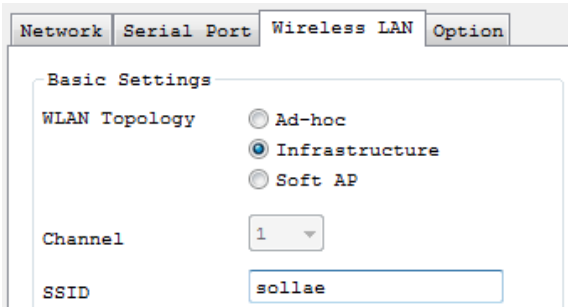 Network Serial Port Wireless LAN Option
Basic Settings
WLAN Topology Ad-hoc
Infrastructure
Soft AP
Channel 1
SSID sollae